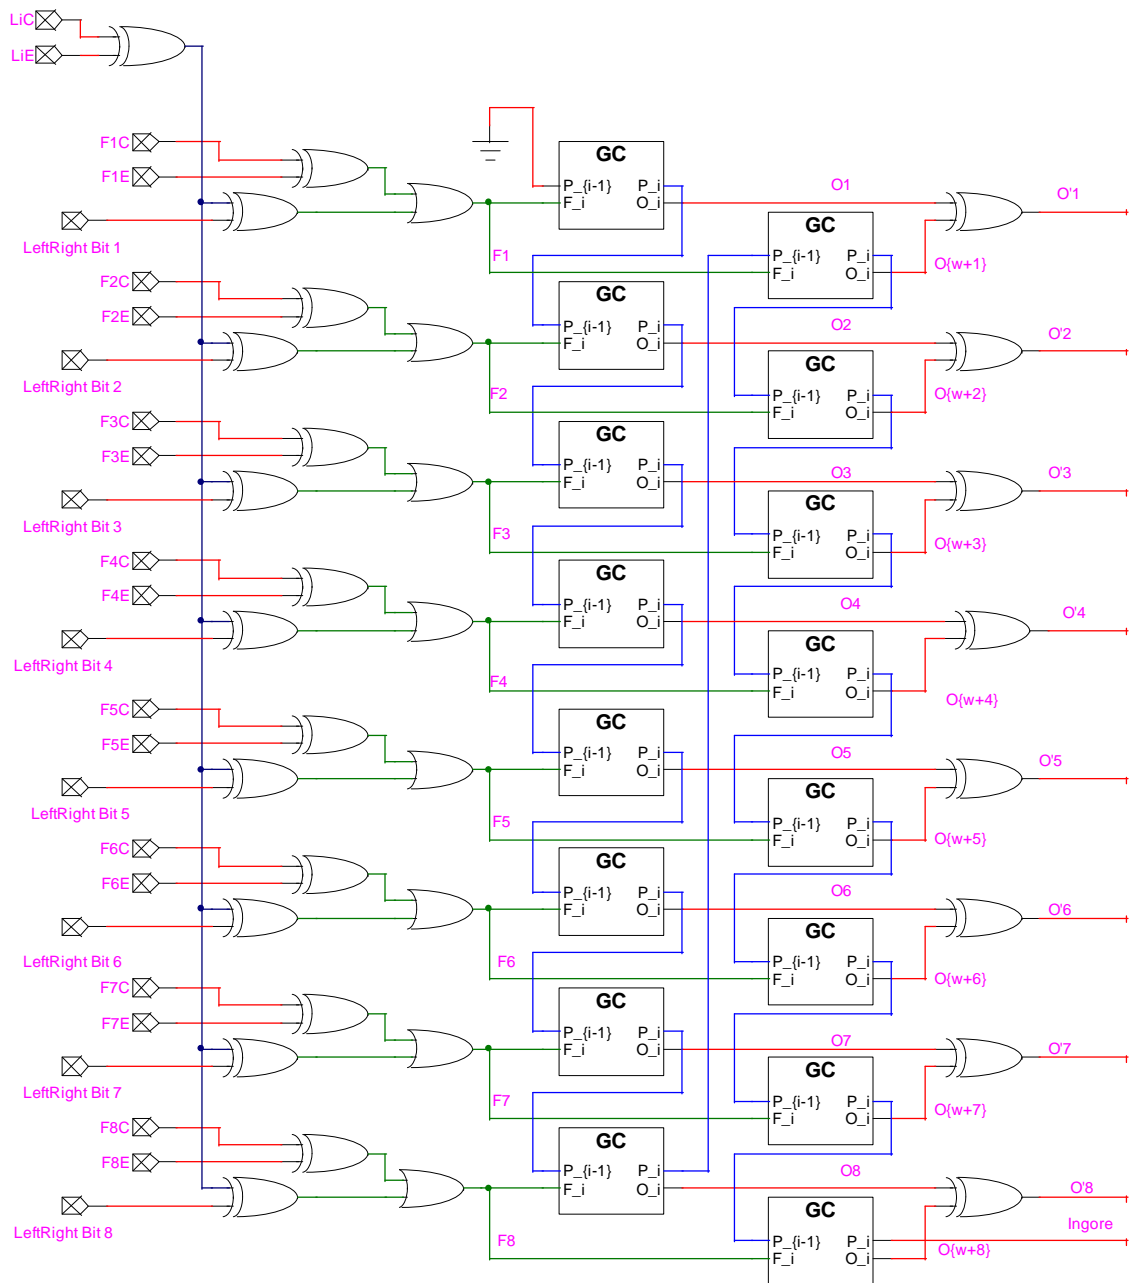 LiC
LiE
F1C
F1E
LeftRight Bit 1
GC
P_{i-1} P_i
F_i O_i
O1
O'1
GC
P_{i-1} P_i
F_i O_i
F1
O{w+1}
F2C
F2E
LeftRight Bit 2
GC
P_{i-1} P_i
F_i O_i
O2
O'2
GC
P_{i-1} P_i
F_i O_i
F2
O{w+2}
F3C
F3E
LeftRight Bit 3
GC
P_{i-1} P_i
F_i O_i
O3
O'3
GC
P_{i-1} P_i
F_i O_i
F3
O{w+3}
F4C
F4E
LeftRight Bit 4
GC
P_{i-1} P_i
F_i O_i
O4
O'4
GC
P_{i-1} P_i
F_i O_i
F4
O{w+4}
F5C
F5E
LeftRight Bit 5
GC
P_{i-1} P_i
F_i O_i
O5
O'5
GC
P_{i-1} P_i
F_i O_i
F5
O{w+5}
F6C
F6E
LeftRight Bit 6
GC
P_{i-1} P_i
F_i O_i
O6
O'6
GC
P_{i-1} P_i
F_i O_i
F6
O{w+6}
F7C
F7E
LeftRight Bit 7
GC
P_{i-1} P_i
F_i O_i
O7
O'7
GC
P_{i-1} P_i
F_i O_i
F7
O{w+7}
F8C
F8E
LeftRight Bit 8
GC
P_{i-1} P_i
F_i O_i
O8
O'8
GC
P_{i-1} P_i
F_i O_i
F8
Ingore
O{w+8}